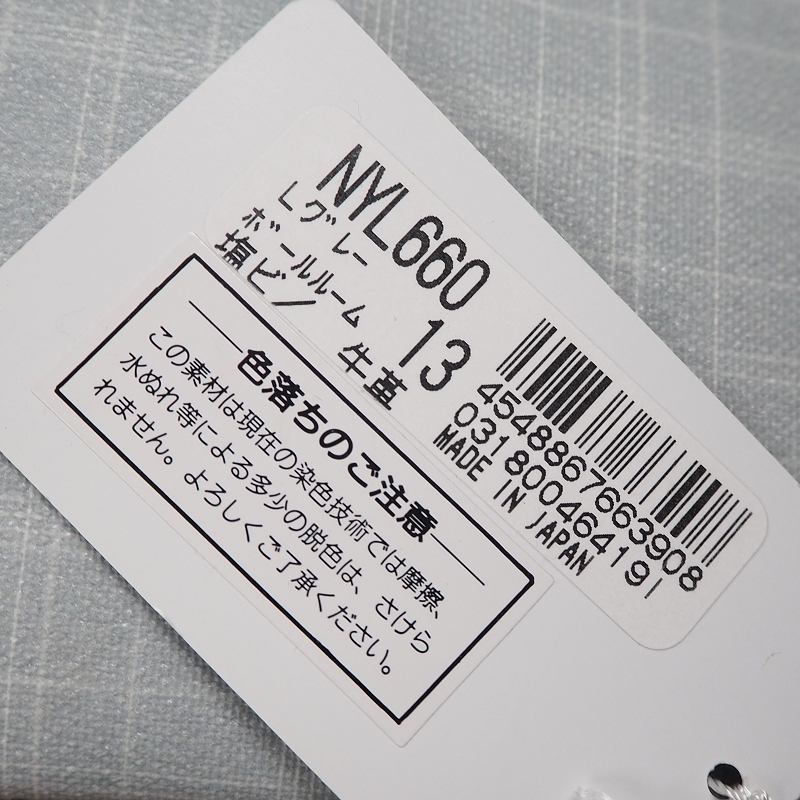 NYL660
Lグレー 13
ボールルーム
塩ビ／ 牛革
4548867663908
031800464191
MADE IN JAPAN
色落ちのご注意
この素材は現在の染色技術では摩擦、
水ぬれ等による多少の脱色は、さけら
れません。よろしくご了承ください。